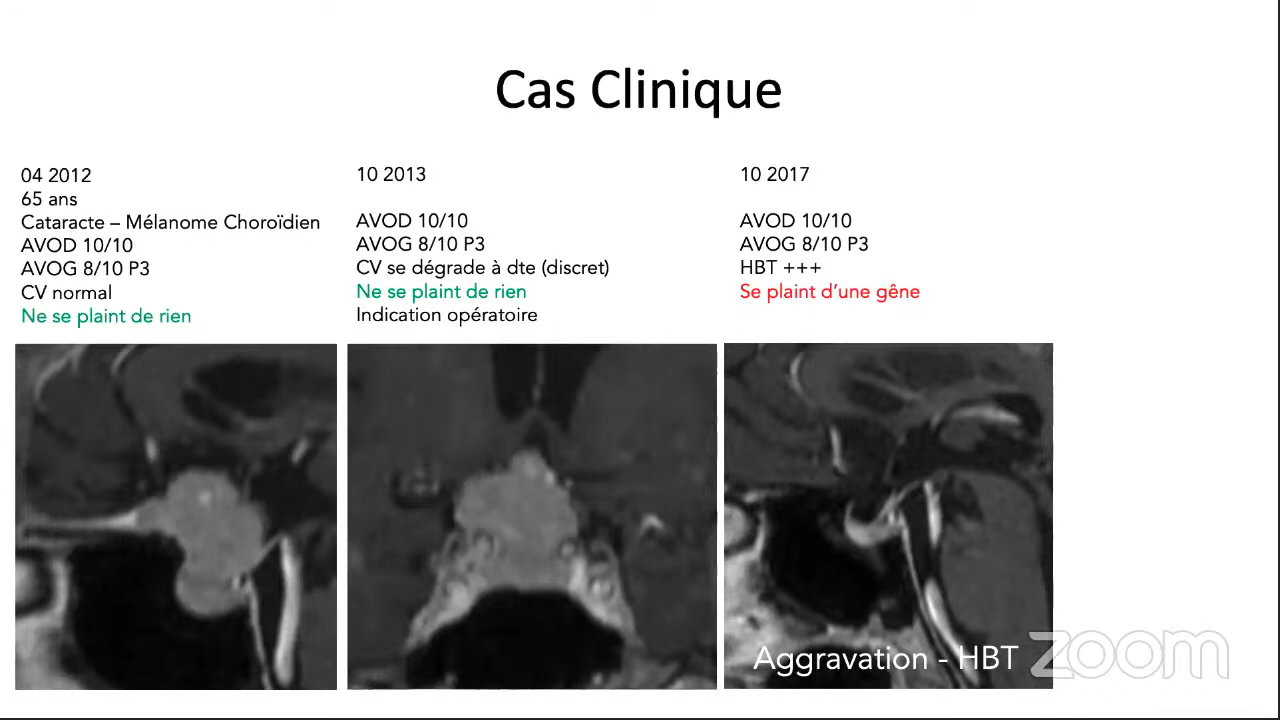 Cas Clinique
04 2012
65 ans
Cataracte – Mélanome Choroïdien
AVOD 10/10
AVOG 8/10 P3
CV normal
Ne se plaint de rien
10 2013
AVOD 10/10
AVOG 8/10 P3
CV se dégrade à dte (discret)
Ne se plaint de rien
Indication opératoire
10 2017
AVOD 10/10
AVOG 8/10 P3
HBT +++
Se plaint d’une gêne
Aggravation - HBT
zoom